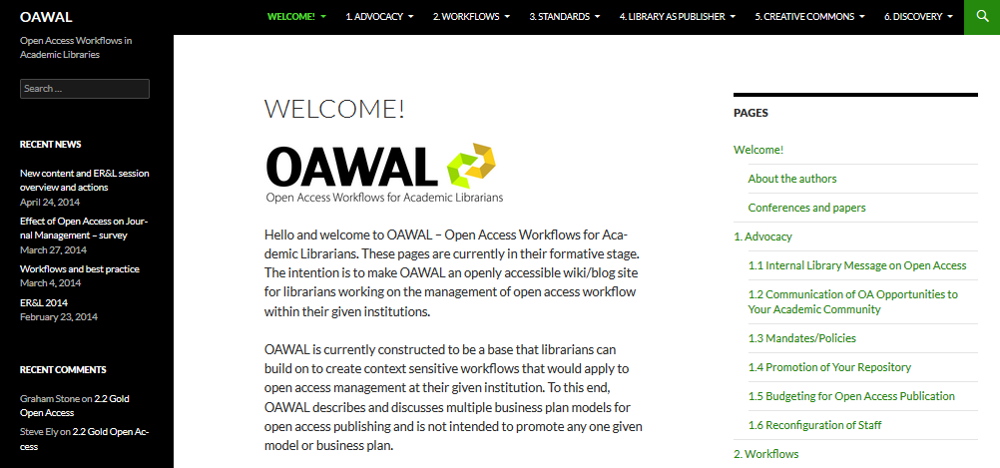 OAWAL
Open Access Workflows in
Academic Libraries
Search …
RECENT NEWS
New content and ER&L session
overview and actions
April 24, 2014
Effect of Open Access on Jour-
nal Management – survey
March 27, 2014
Workflows and best practice
March 4, 2014
ER&L 2014
February 23, 2014
RECENT COMMENTS
Graham Stone on 2.2 Gold
Open Access
Steve Ely on 2.2 Gold Open Ac-
cess
WELCOME! 1. ADVOCACY 2. WORKFLOWS 3. STANDARDS 4. LIBRARY AS PUBLISHER 5. CREATIVE COMMONS 6. DISCOVERY
WELCOME!
OAWAL
Open Access Workflows for Academic Librarians
Hello and welcome to OAWAL – Open Access Workflows for Aca-
demic Librarians. These pages are currently in their formative stage.
The intention is to make OAWAL an openly accessible wiki/blog site
for librarians working on the management of open access workflow
within their given institutions.
OAWAL is currently constructed to be a base that librarians can
build on to create context sensitive workflows that would apply to
open access management at their given institution. To this end,
OAWAL describes and discusses multiple business plan models for
open access publishing and is not intended to promote any one given
model or business plan.
PAGES
Welcome!
About the authors
Conferences and papers
1. Advocacy
1.1 Internal Library Message on Open Access
1.2 Communication of OA Opportunities to
Your Academic Community
1.3 Mandates/Policies
1.4 Promotion of Your Repository
1.5 Budgeting for Open Access Publication
1.6 Reconfiguration of Staff
2. Workflows